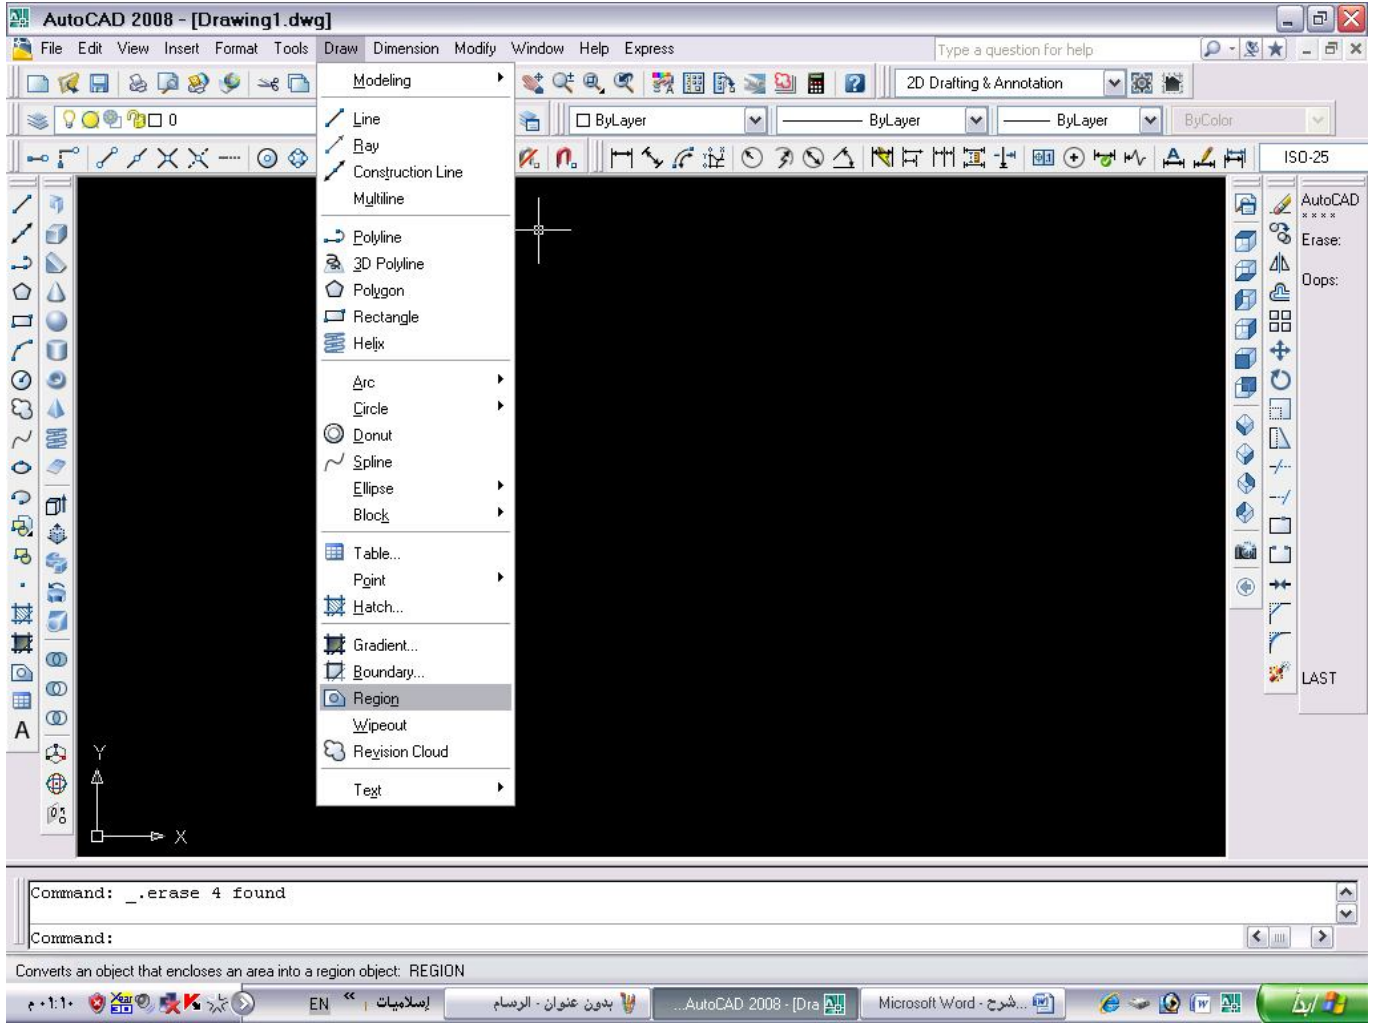 AutoCAD 2008 - [Drawing1.dwg]
File Edit View Insert Format Tools Draw Dimension Modify Window Help Express
Type a question for help
2D Drafting & Annotation
0
ByLayer
ByLayer
ByLayer
ByColor
ISO-25
Modeling
Line
Ray
Construction Line
Multiline
Polyline
3D Polyline
Polygon
Rectangle
Helix
Arc
Circle
Donut
Spline
Ellipse
Block
Table...
Point
Hatch...
Gradient...
Boundary...
Region
Wipeout
Revision Cloud
Text
AutoCAD
* * * *
Erase:
Oops:
LAST
A
Y
X
Command: _.erase 4 found
Command:
Converts an object that encloses an area into a region object: REGION
ابدأ
شرح - Microsoft Word...
AutoCAD 2008 - [Dra...
بدون عنوان - الرسام
إسلاميات
EN
٠١:١٠ م